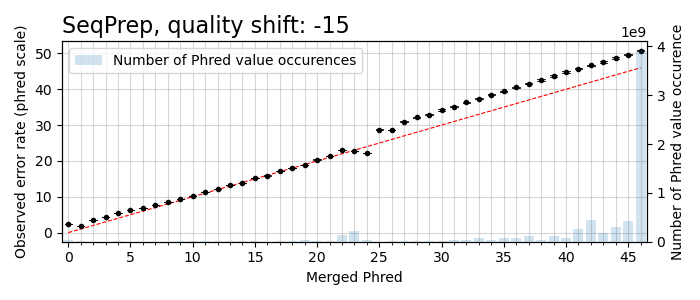 SeqPrep, quality shift: -15
1e9
Number of Phred value occurences
Observed error rate (phred scale)
50
40
30
20
10
0
4
3
2
1
0
Number of Phred value occurence
0 5 10 15 20 25 30 35 40 45
Merged Phred